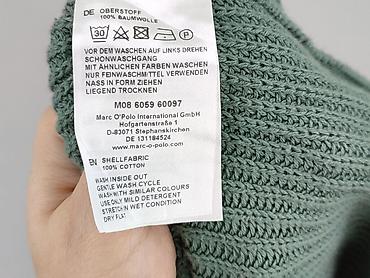 DE OBERSTOFF
100% BAUMWOLLE
30
VOR DEM WASCHEN AUF LINKS DREHEN
SCHONWASCHGANG
MIT ÄHNLICHEN FARBEN WASCHEN
NUR FEINWASCHMITTEL VERWENDEN
NASS IN FORM ZIEHEN
LIEGEND TROCKNEN
M08 6059 60097
Marc O'Polo International GmbH
Hofgartenstraße 1
D-83071 Stephanskirchen
DE 131184524
www.marc-o-polo.com
EN SHELLFABRIC
100% COTTON
WASH INSIDE OUT
GENTLE WASH CYCLE
WASH WITH SIMILAR COLOURS
USE ONLY MILD DETERGENT
STRETCH IN WET CONDITION
DRY FLAT